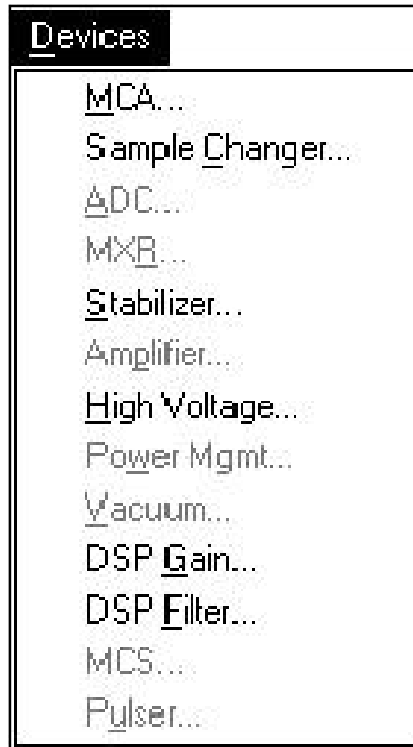 Devices
MCA...
Sample Changer...
ADC...
MXR...
Stabilizer...
Amplifier...
High Voltage...
Power Mgmt...
Vacuum...
DSP Gain...
DSP Filter...
MCS...
Pulser...